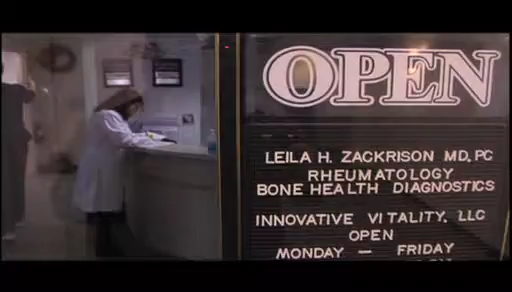 OPEN
LEILA H. ZACKRISON MD, PC
RHEUMATOLOGY
BONE HEALTH DIAGNOSTICS
INNOVATIVE VITALITY, LLC
OPEN
MONDAY — FRIDAY